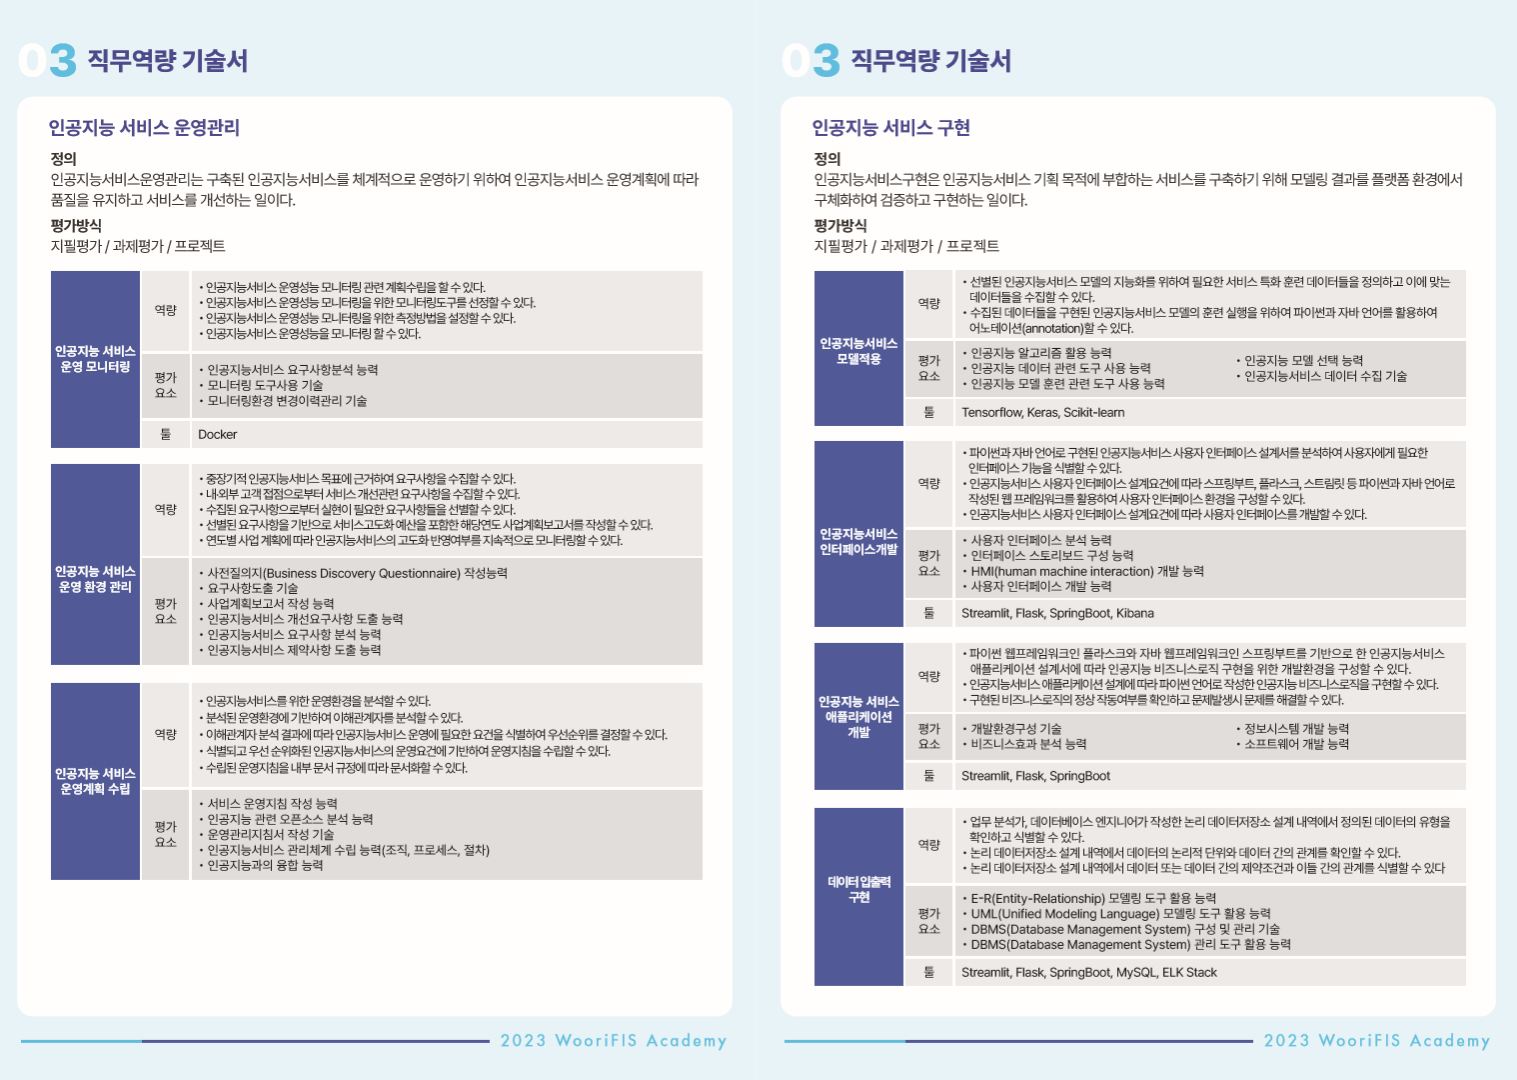 03 직무역량 기술서
인공지능 서비스 운영관리
정의
인공지능서비스운영관리는 구축된 인공지능서비스를 체계적으로 운영하기 위하여 인공지능서비스 운영계획에 따라
품질을 유지하고 서비스를 개선하는 일이다.
평가방식
지필평가 / 과제평가 / 프로젝트
인공지능 서비스
운영 모니터링
역량
• 인공지능서비스 운영성능 모니터링 관련 계획수립을 할 수 있다.
• 인공지능서비스 운영성능 모니터링을 위한 모니터링도구를 선정할 수 있다.
• 인공지능서비스 운영성능 모니터링을 위한 측정방법을 설정할 수 있다.
• 인공지능서비스 운영성능을 모니터링 할 수 있다.
평가
요소
• 인공지능서비스 요구사항분석 능력
• 모니터링 도구사용 기술
• 모니터링환경 변경이력관리 기술
툴
Docker
인공지능 서비스
운영 환경 관리
역량
• 중장기적 인공지능서비스 목표에 근거하여 요구사항을 수집할 수 있다.
• 내·외부 고객 접점으로부터 서비스 개선관련 요구사항을 수집할 수 있다.
• 수집된 요구사항으로부터 실현이 필요한 요구사항들을 선별할 수 있다.
• 선별된 요구사항을 기반으로 서비스고도화 예산을 포함한 해당연도 사업계획보고서를 작성할 수 있다.
• 연도별 사업 계획에 따라 인공지능서비스의 고도화 반영여부를 지속적으로 모니터링할 수 있다.
평가
요소
• 사전질의지(Business Discovery Questionnaire) 작성능력
• 요구사항도출 기술
• 사업계획보고서 작성 능력
• 인공지능서비스 개선요구사항 도출 능력
• 인공지능서비스 요구사항 분석 능력
• 인공지능서비스 제약사항 도출 능력
인공지능 서비스
운영계획 수립
역량
• 인공지능서비스를 위한 운영환경을 분석할 수 있다.
• 분석된 운영환경에 기반하여 이해관계자를 분석할 수 있다.
• 이해관계자 분석 결과에 따라 인공지능서비스 운영에 필요한 요건을 식별하여 우선순위를 결정할 수 있다.
• 식별되고 우선 순위화된 인공지능서비스의 운영요건에 기반하여 운영지침을 수립할 수 있다.
• 수립된 운영지침을 내부 문서 규정에 따라 문서화할 수 있다.
평가
요소
• 서비스 운영지침 작성 능력
• 인공지능 관련 오픈소스 분석 능력
• 운영관리지침서 작성 기술
• 인공지능서비스 관리체계 수립 능력(조직, 프로세스, 절차)
• 인공지능과의 융합 능력
2023 WooriFIS Academy
03 직무역량 기술서
인공지능 서비스 구현
정의
인공지능서비스구현은 인공지능서비스 기획 목적에 부합하는 서비스를 구축하기 위해 모델링 결과를 플랫폼 환경에서
구체화하여 검증하고 구현하는 일이다.
평가방식
지필평가 / 과제평가 / 프로젝트
인공지능서비스
모델적용
역량
• 선별된 인공지능서비스 모델의 지능화를 위하여 필요한 서비스 특화 훈련 데이터들을 정의하고 이에 맞는
데이터들을 수집할 수 있다.
• 수집된 데이터들을 구현된 인공지능서비스 모델의 훈련 실행을 위하여 파이썬과 자바 언어를 활용하여
어노테이션(annotation)할 수 있다.
평가
요소
• 인공지능 알고리즘 활용 능력
• 인공지능 데이터 관련 도구 사용 능력
• 인공지능 모델 훈련 관련 도구 사용 능력
• 인공지능 모델 선택 능력
• 인공지능서비스 데이터 수집 기술
툴
Tensorflow, Keras, Scikit-learn
인공지능서비스
인터페이스개발
역량
• 파이썬과 자바 언어로 구현된 인공지능서비스 사용자 인터페이스 설계서를 분석하여 사용자에게 필요한
인터페이스 기능을 식별할 수 있다.
• 인공지능서비스 사용자 인터페이스 설계요건에 따라 스프링부트, 플라스크, 스트림릿 등 파이썬과 자바 언어로
작성된 웹 프레임워크를 활용하여 사용자 인터페이스 환경을 구성할 수 있다.
• 인공지능서비스 사용자 인터페이스 설계요건에 따라 사용자 인터페이스를 개발할 수 있다.
평가
요소
• 사용자 인터페이스 분석 능력
• 인터페이스 스토리보드 구성 능력
• HMI(human machine interaction) 개발 능력
• 사용자 인터페이스 개발 능력
툴
Streamlit, Flask, SpringBoot, Kibana
인공지능 서비스
애플리케이션
개발
역량
• 파이썬 웹프레임워크인 플라스크와 자바 웹프레임워크인 스프링부트를 기반으로 한 인공지능서비스
애플리케이션 설계서에 따라 인공지능 비즈니스로직 구현을 위한 개발환경을 구성할 수 있다.
• 인공지능서비스 애플리케이션 설계에 따라 파이썬 언어로 작성한 인공지능 비즈니스로직을 구현할 수 있다.
• 구현된 비즈니스로직의 정상 작동여부를 확인하고 문제발생시 문제를 해결할 수 있다.
평가
요소
• 개발환경구성 기술
• 비즈니스효과 분석 능력
• 정보시스템 개발 능력
• 소프트웨어 개발 능력
툴
Streamlit, Flask, SpringBoot
데이터 입출력
구현
역량
• 업무 분석가, 데이터베이스 엔지니어가 작성한 논리 데이터저장소 설계 내역에서 정의된 데이터의 유형을
확인하고 식별할 수 있다.
• 논리 데이터저장소 설계 내역에서 데이터의 논리적 단위와 데이터 간의 관계를 확인할 수 있다.
• 논리 데이터저장소 설계 내역에서 데이터 또는 데이터 간의 제약조건과 이들 간의 관계를 식별할 수 있다
평가
요소
• E-R(Entity-Relationship) 모델링 도구 활용 능력
• UML(Unified Modeling Language) 모델링 도구 활용 능력
• DBMS(Database Management System) 구성 및 관리 기술
• DBMS(Database Management System) 관리 도구 활용 능력
툴
Streamlit, Flask, SpringBoot, MySQL, ELK Stack
2023 WooriFIS Academy